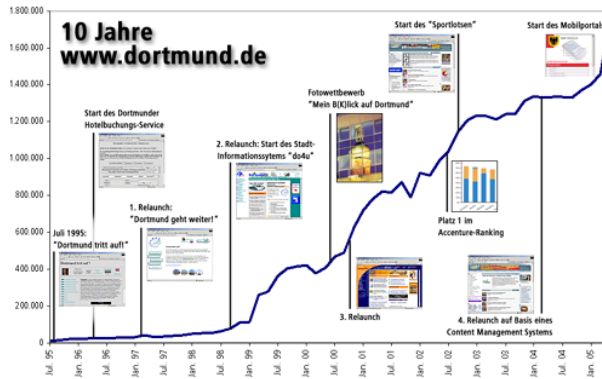 10 Jahre
www.dortmund.de
1.800.000
1.600.000
1.400.000
1.200.000
1.000.000
800.000
600.000
400.000
200.000
0
Juli 1995:
"Dortmund tritt auf!"
Start des Dortmunder
Hotelbuchungs-Service
1. Relaunch:
"Dortmund geht weiter!"
2. Relaunch: Start des Stadt-
Informationssytems "do4u"
Fotowettbewerb
"Mein B(K)lick auf Dortmund"
3. Relaunch
Start des "Sportlotsen"
Platz 1 im
Accenture-Ranking
4. Relaunch auf Basis eines
Content Management Systems
Start des Mobilportals
Jul. 95
Jan. 96
Jul. 96
Jan. 97
Jul. 97
Jan. 98
Jul. 98
Jan. 99
Jul. 99
Jan. 00
Jul. 00
Jan. 01
Jul. 01
Jan. 02
Jul. 02
Jan. 03
Jul. 03
Jan. 04
Jul. 04
Jan. 05